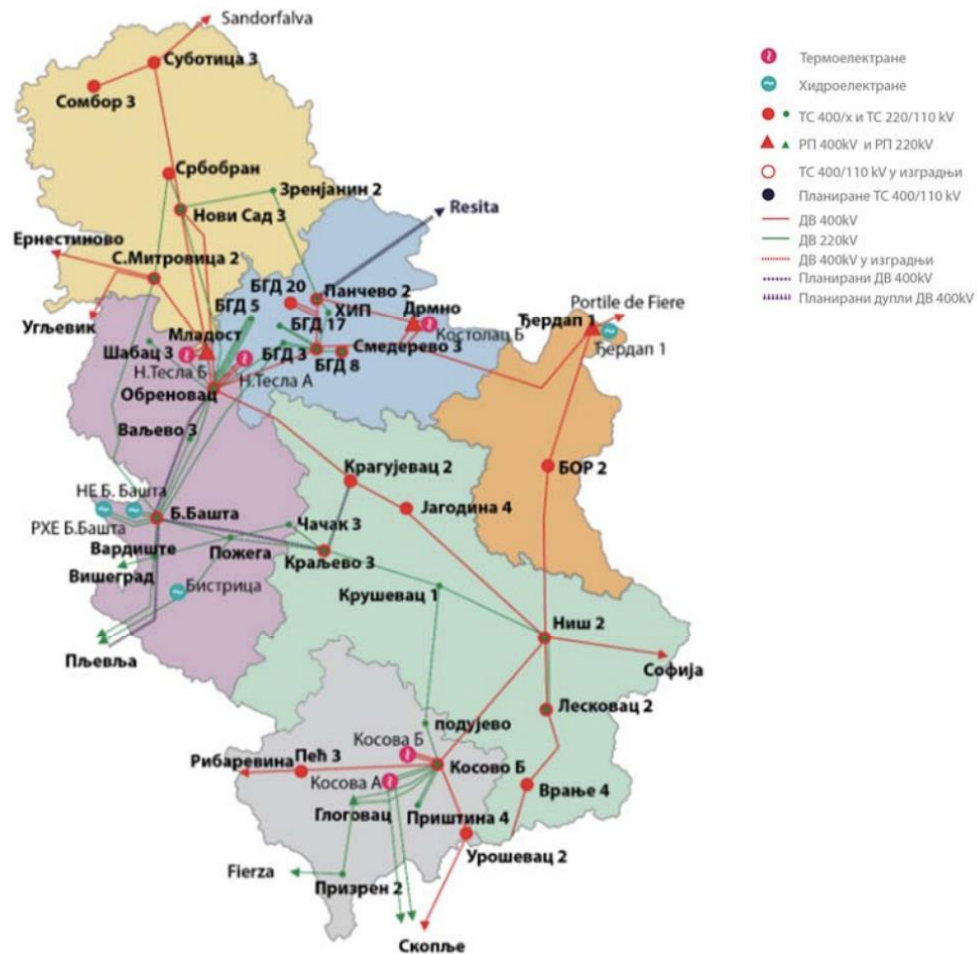 Sandorfalva
Суботица 3
Сомбор 3
Србобран
Зрењанин 2
Нови Сад 3
Resita
Ернестиново
С.Митровица 2
БГД 20
Панчево 2
БГД 5
ХИП
Дрмно
Portile de Fiere
Ђердап 1
Угљевик
Младост
БГД 17
Костолац Б
Шабац 3
БГД 3
Смедерево 3
Ђердап 1
Н.Тесла Б
Н.Тесла А
БГД 8
Обреновац
Ваљево 3
Крагујевац 2
БОР 2
НЕ Б. Башта
Јагодина 4
Б.Башта
РХЕ Б.Башта
Чачак 3
Вардиште
Пожега
Краљево 3
Вишеград
Бистрица
Крушевац 1
Ниш 2
Пљевља
Софија
Лесковац 2
подујево
Косова Б
Рибаревина
Пећ 3
Косово Б
Косова А
Врање 4
Глоговац
Приштина 4
Урошевац 2
Fierza
Призрен 2
Скопље
Термоелектране
Хидроелектране
ТС 400/x и ТС 220/110 kV
РП 400kV и РП 220kV
ТС 400/110 kV у изградњи
Планиране ТС 400/110 kV
ДВ 400kV
ДВ 220kV
ДВ 400kV у изградњи
Планирани ДВ 400kV
Планирани дупли ДВ 400kV